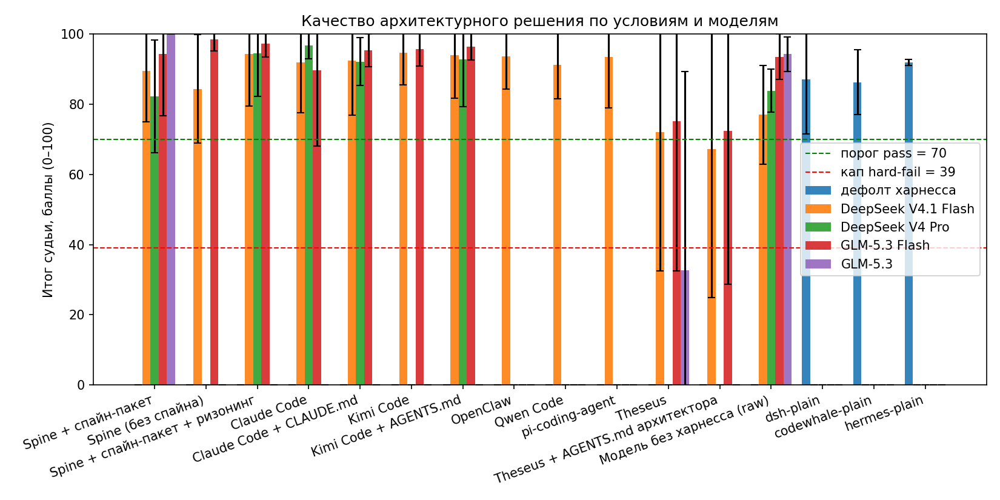 Качество архитектурного решения по условиям и моделям
Итог судьи, баллы (0–100)
100
80
60
40
20
0
порог pass = 70
кап hard-fail = 39
дефолт харнесса
DeepSeek V4.1 Flash
DeepSeek V4 Pro
GLM-5.3 Flash
GLM-5.3
Spine + спайн-пакет
Spine (без спайна)
Spine + спайн-пакет + ризонинг
Claude Code
Claude Code + CLAUDE.md
Kimi Code
Kimi Code + AGENTS.md
OpenClaw
Qwen Code
pi-coding-agent
Theseus
Theseus + AGENTS.md архитектора
Модель без харнесса (raw)
dsh-plain
codewhale-plain
hermes-plain